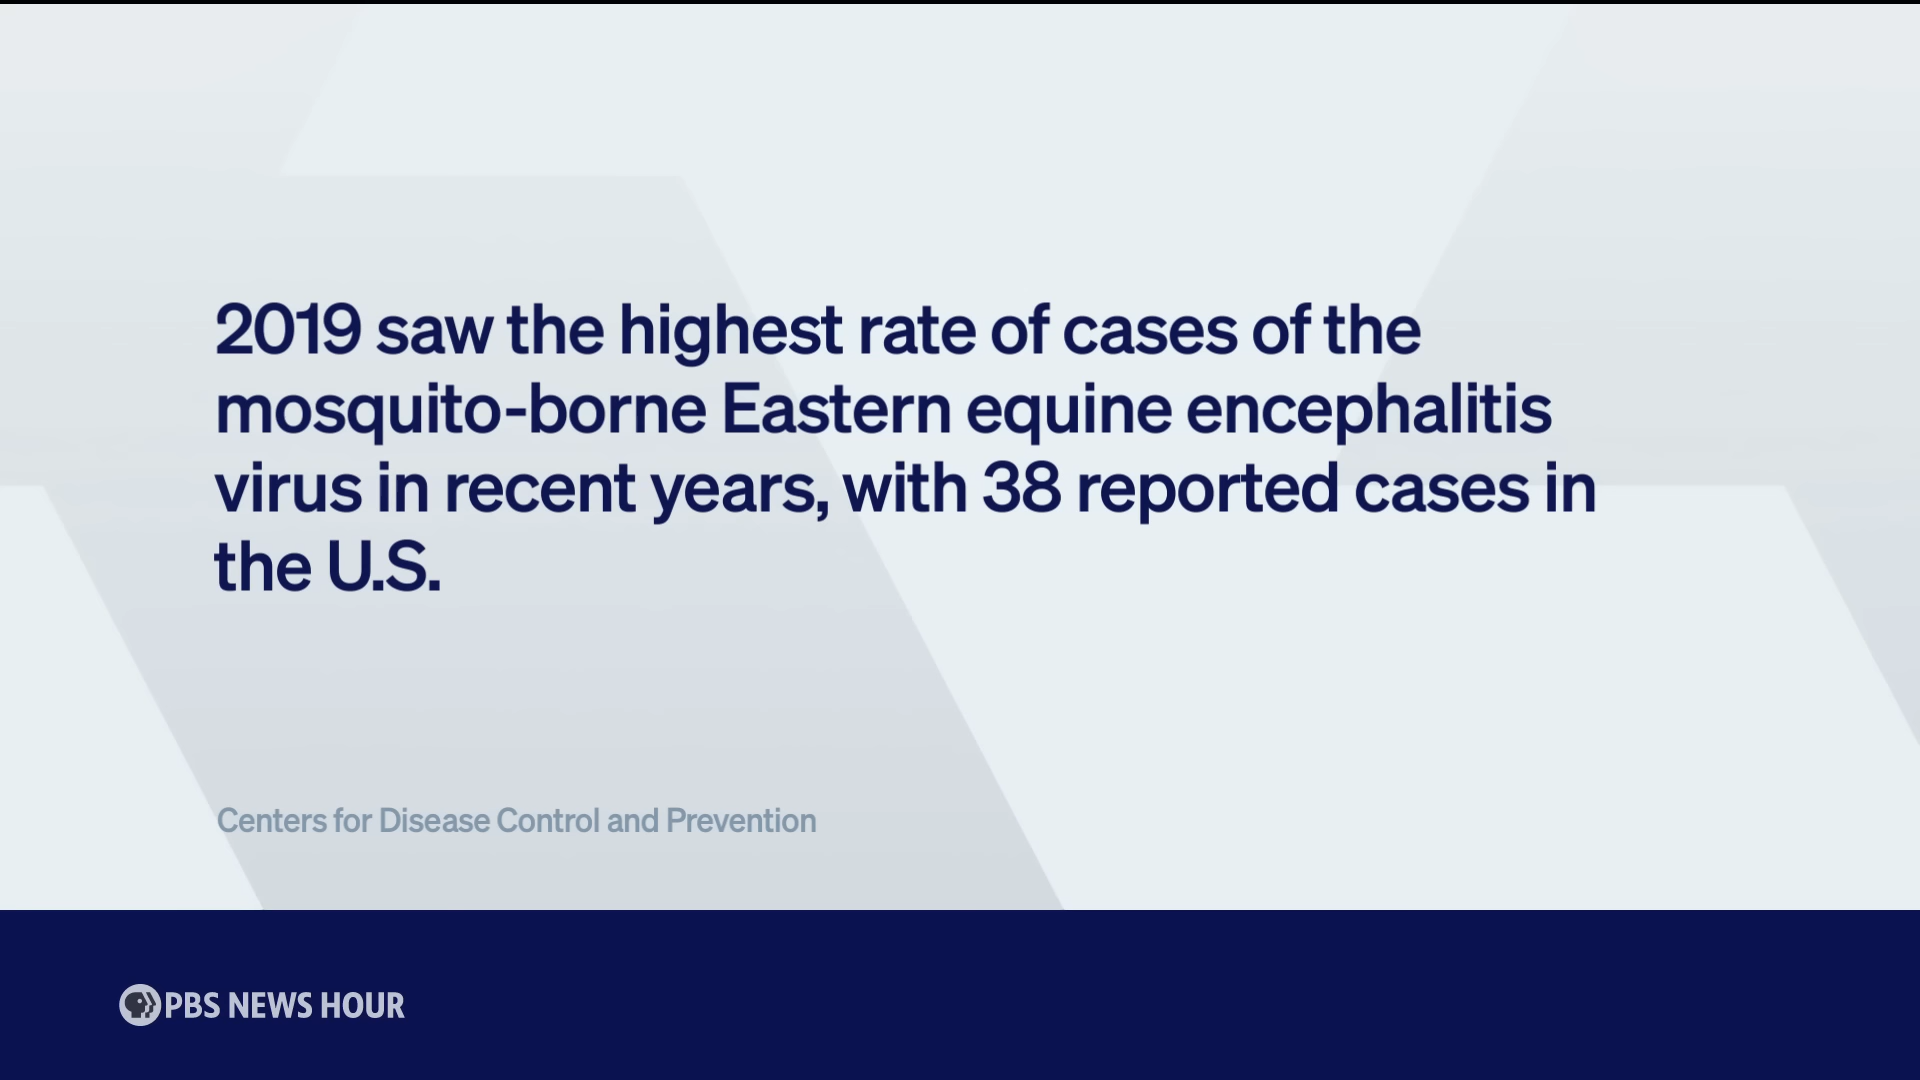 2019 saw the highest rate of cases of the
mosquito-borne Eastern equine encephalitis
virus in recent years, with 38 reported cases in
the U.S.
Centers for Disease Control and Prevention
PBS NEWS HOUR